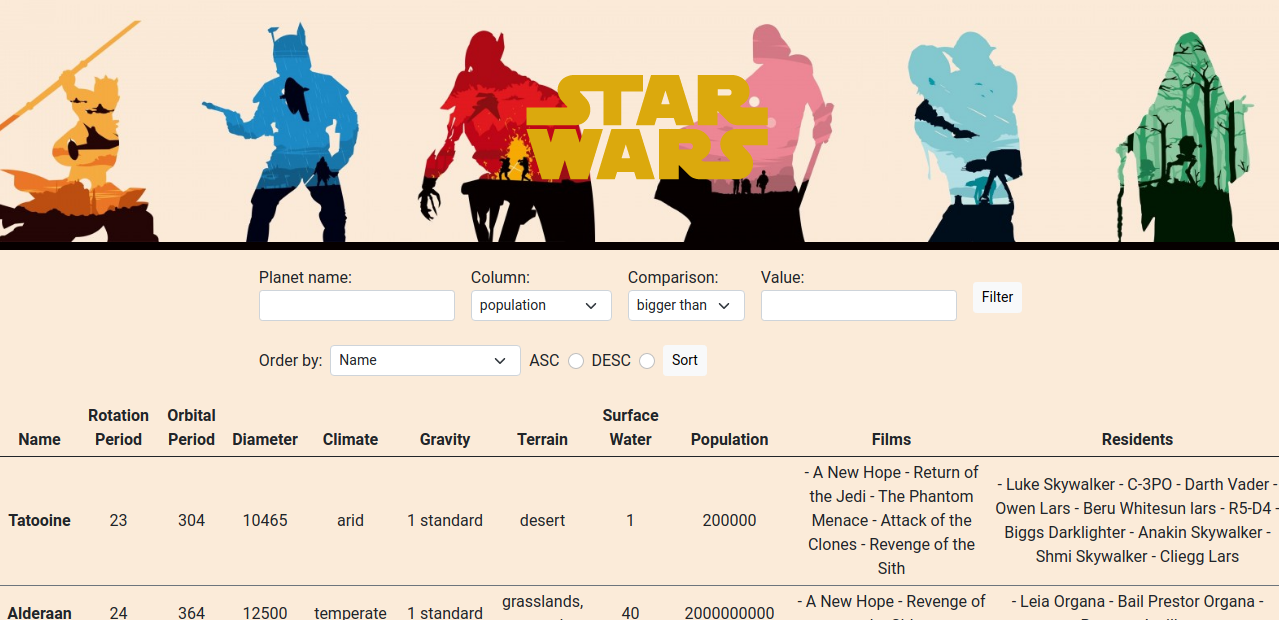 STAR
WARS
Planet name: Column: Comparison: Value:
population bigger than Filter
Order by: Name ASC DESC Sort
Name Rotation Period Orbital Period Diameter Climate Gravity Terrain Surface Water Population Films Residents
Tatooine 23 304 10465 arid 1 standard desert 1 200000
- A New Hope - Return of
the Jedi - The Phantom
Menace - Attack of the
Clones - Revenge of the
Sith
- Luke Skywalker - C-3PO - Darth Vader -
Owen Lars - Beru Whitesun lars - R5-D4 -
Biggs Darklighter - Anakin Skywalker -
Shmi Skywalker - Cliegg Lars
Alderaan 24 364 12500 temperate 1 standard grasslands, 40 2000000000
- A New Hope - Revenge of
- Leia Organa - Bail Prestor Organa -